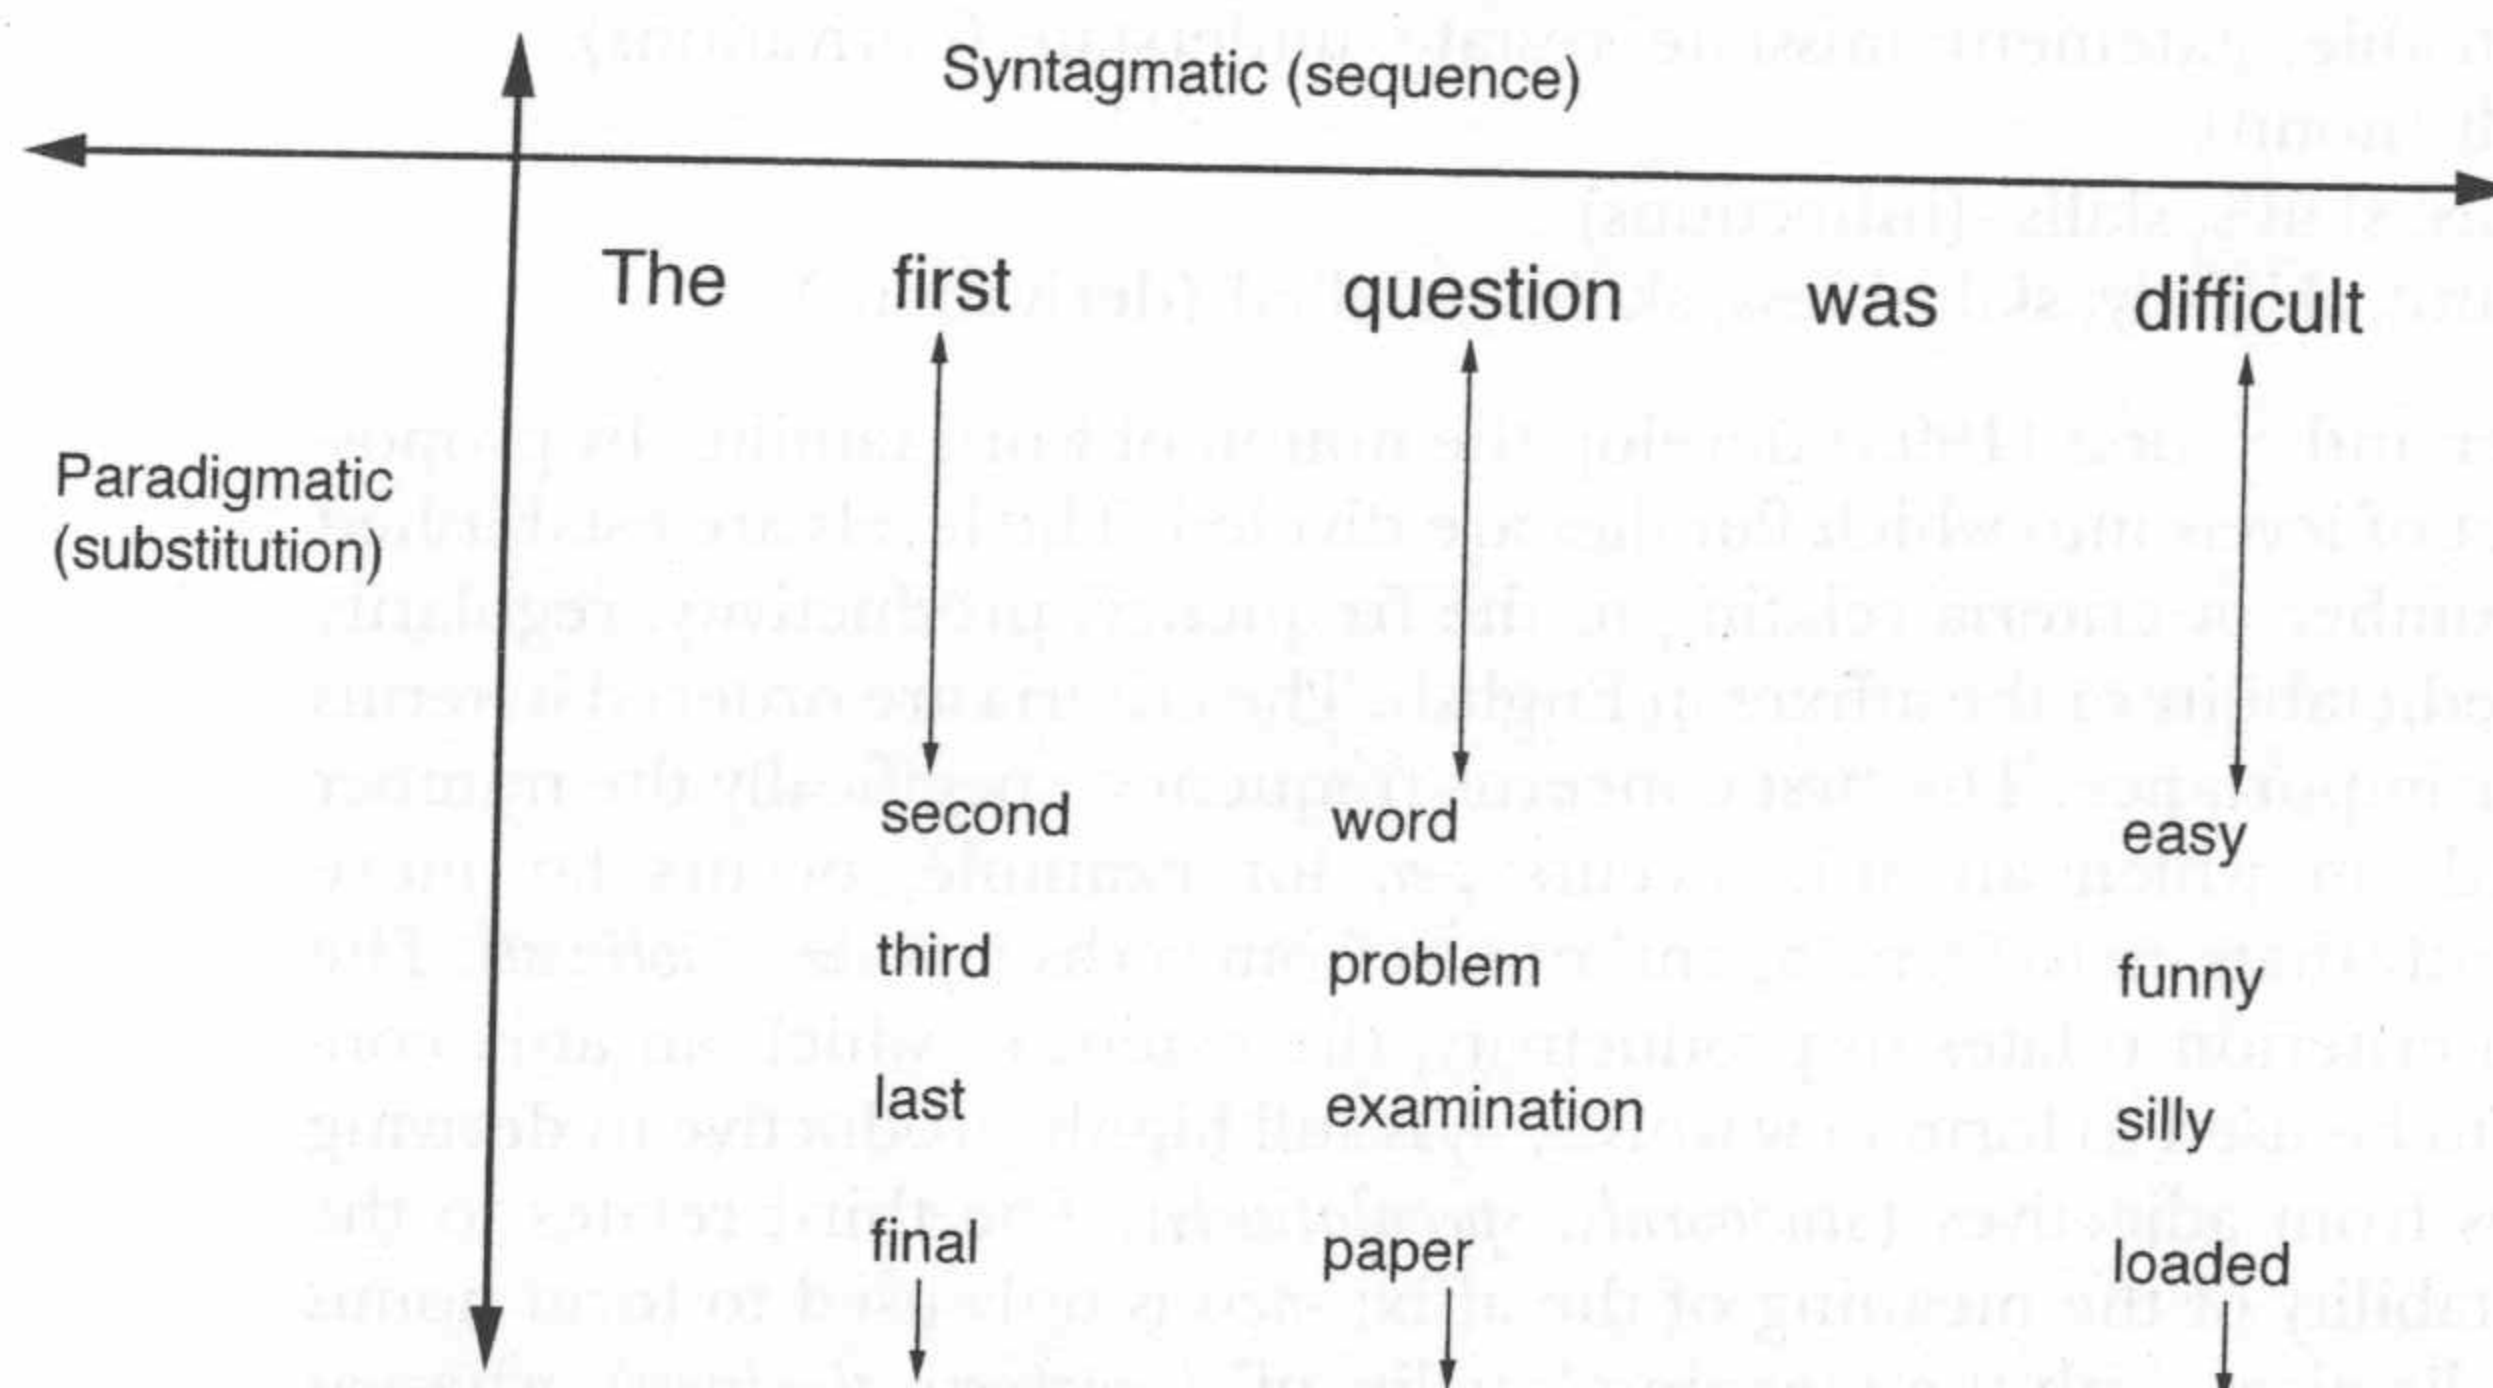 Syntagmatic (sequence)
The first question was difficult
Paradigmatic
(substitution)
second word easy
third problem funny
last examination silly
final paper loaded